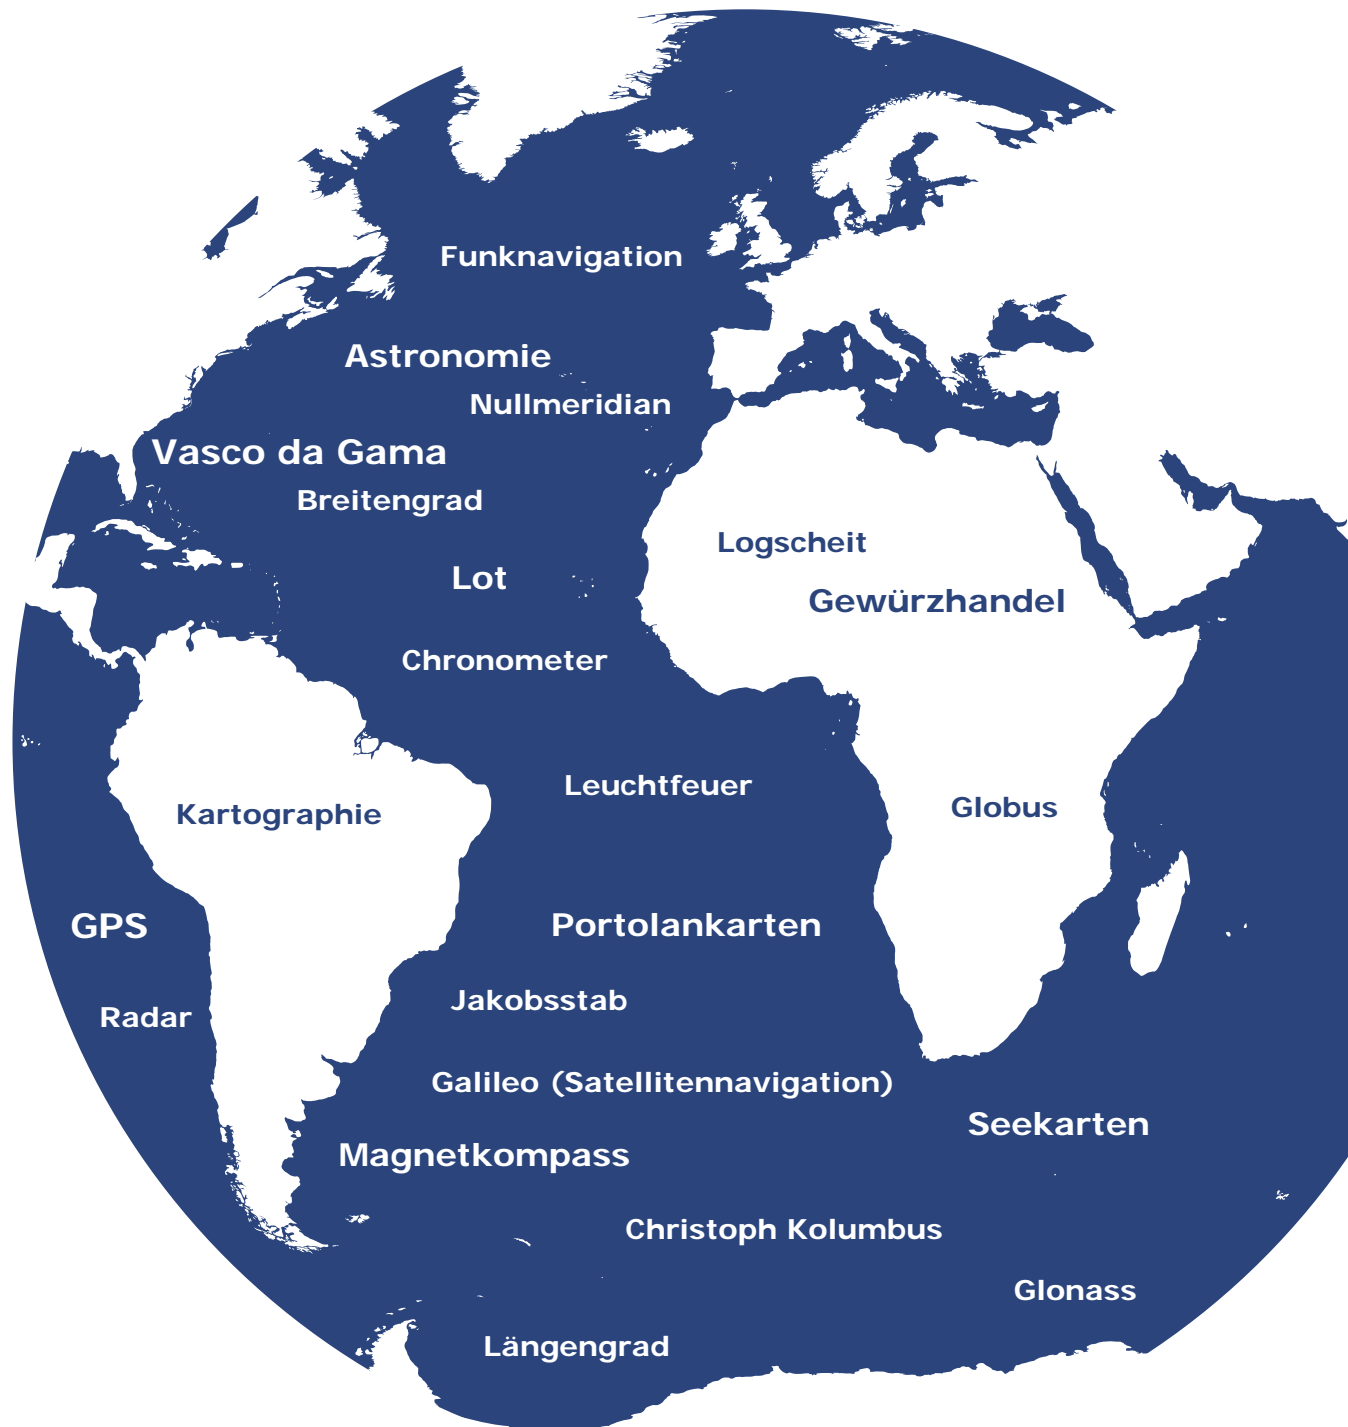 Funknavigation
Astronomie
Nullmeridian
Vasco da Gama
Breitengrad
Logscheit
Lot
Gewürzhandel
Chronometer
Leuchtfeuer
Globus
Kartographie
GPS
Portolankarten
Jakobsstab
Radar
Galileo (Satellitennavigation)
Seekarten
Magnetkompass
Christoph Kolumbus
Glonass
Längengrad